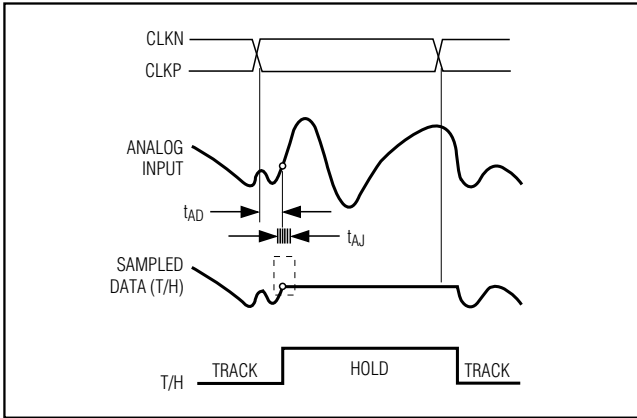 CLKN
CLKP
ANALOG
INPUT
tAD
tAJ
SAMPLED
DATA (T/H)
TRACK
HOLD
TRACK
T/H